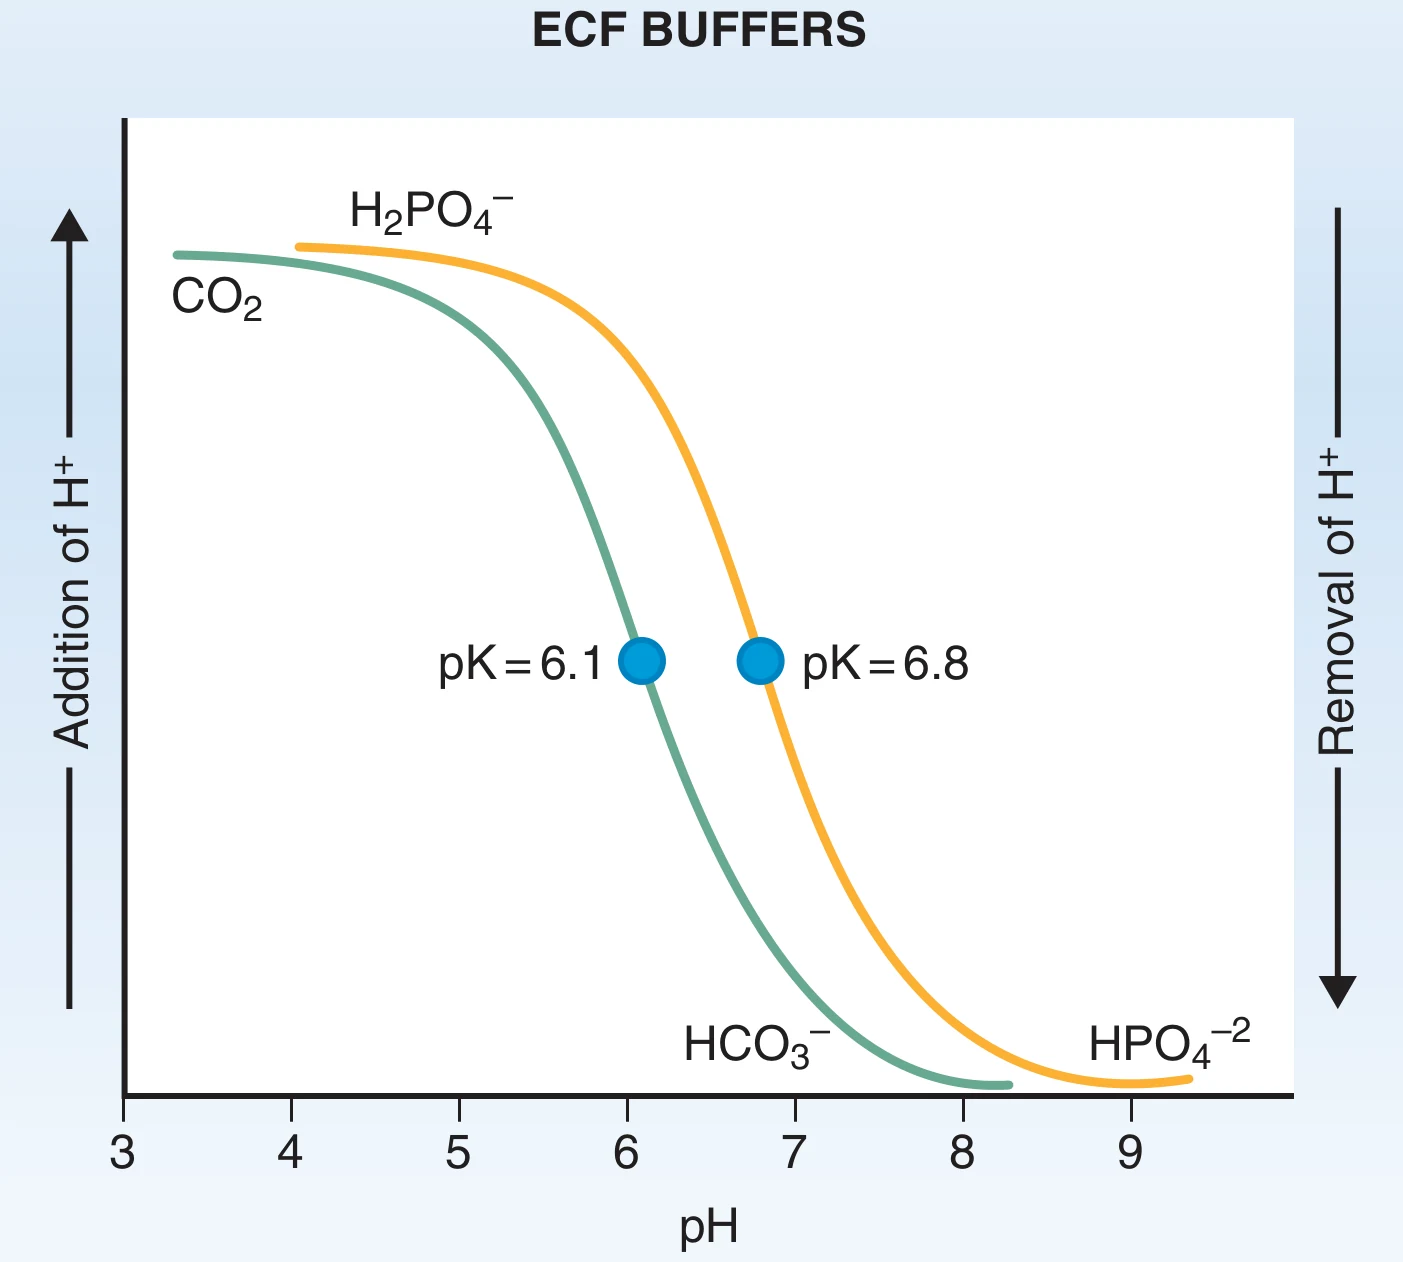 ECF BUFFERS
H₂PO₄⁻
CO₂
Addition of H⁺
Removal of H⁺
pK = 6.1
pK = 6.8
HCO₃⁻
HPO₄⁻²
3 4 5 6 7 8 9
pH